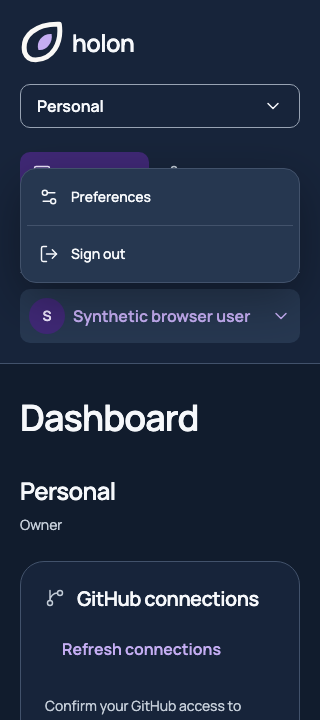 holon
Personal
Preferences
Sign out
S Synthetic browser user
Dashboard
Personal
Owner
GitHub connections
Refresh connections
Confirm your GitHub access to